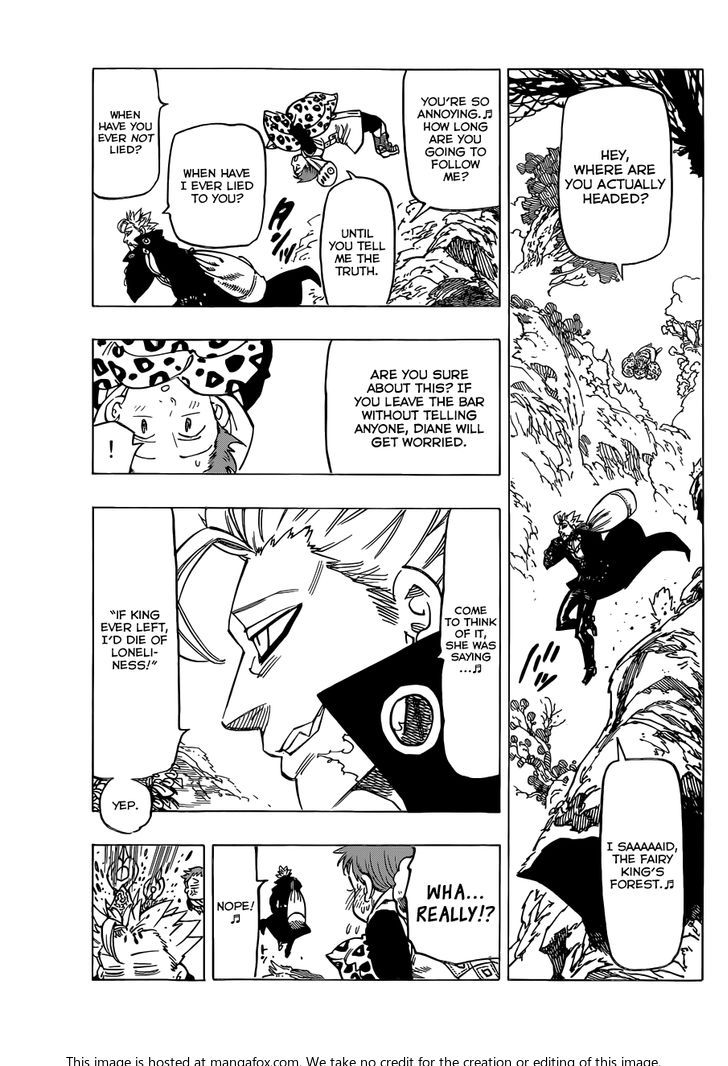 HEY,
WHERE ARE
YOU ACTUALLY
HEADED?
I SAAAAAID,
THE FAIRY
KING'S
FOREST.♫
YOU'RE SO
ANNOYING.♫
HOW LONG
ARE YOU
GOING TO
FOLLOW
ME?
UNTIL
YOU TELL
ME THE
TRUTH.
WHEN HAVE
I EVER LIED
TO YOU?
WHEN
HAVE YOU
EVER NOT
LIED?
ARE YOU SURE
ABOUT THIS? IF
YOU LEAVE THE BAR
WITHOUT TELLING
ANYONE, DIANE WILL
GET WORRIED.
!
COME
TO THINK
OF IT,
SHE WAS
SAYING
...♫
"IF KING
EVER LEFT,
I'D DIE OF
LONELI-
NESS!"
YEP.
WHA...
REALLY!?
NOPE!
♫
This image is hosted at mangafox.com. We take no credit for the creation or editing of this image.